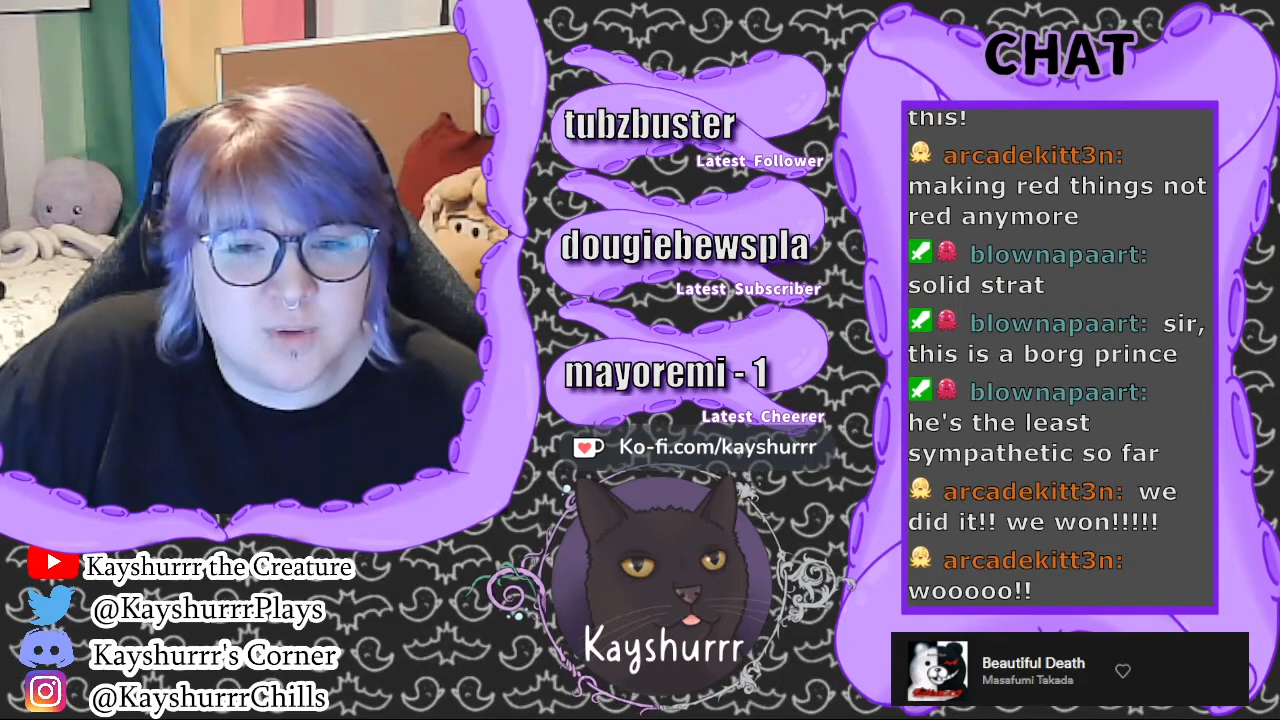 tubzbuster
Latest Follower
dougiebewspla
Latest Subscriber
mayoremi - 1
Latest Cheerer
Ko-fi.com/kayshurrr
Kayshurrr
Kayshurrr the Creature
@KayshurrrPlays
Kayshurrr's Corner
@KayshurrrChills
CHAT
this!
arcadekitt3n:
making red things not
red anymore
blownapaart:
solid strat
blownapaart: sir,
this is a borg prince
blownapaart:
he's the least
sympathetic so far
arcadekitt3n: we
did it!! we won!!!!!
arcadekitt3n:
wooooo!!
Beautiful Death
Masafumi Takada